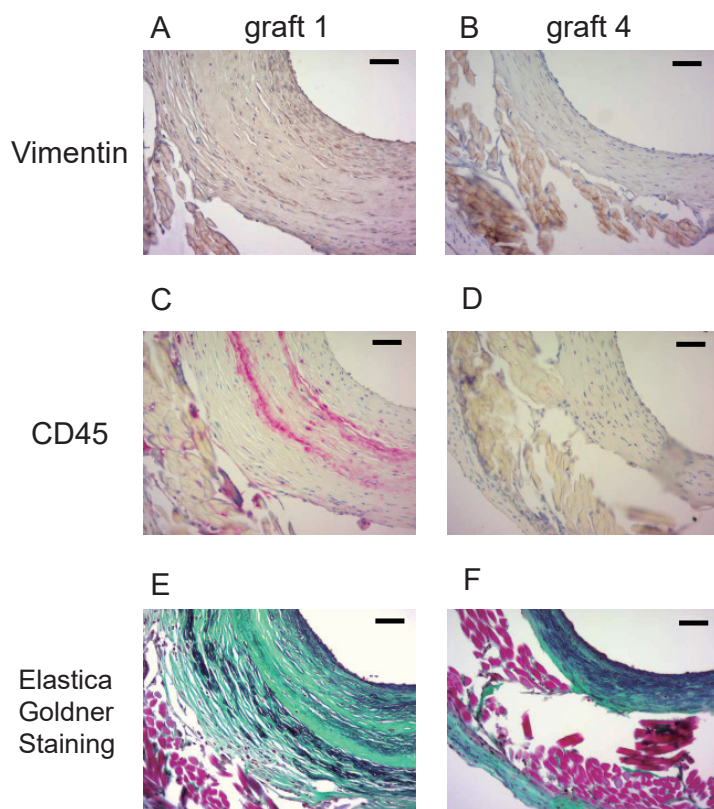 A graft 1 B graft 4
Vimentin
C D
CD45
E F
Elastica
Goldner
Staining